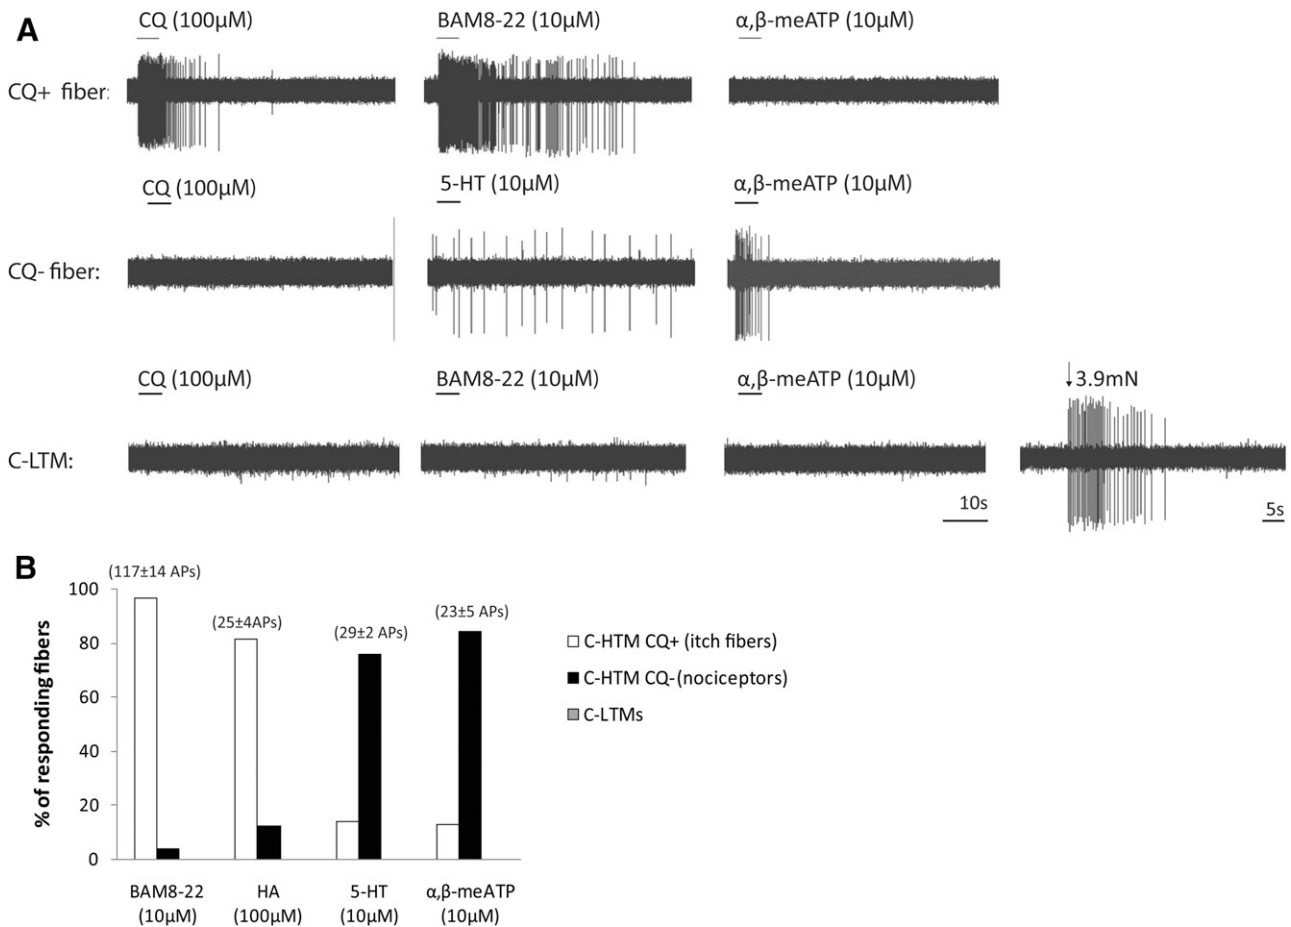 A
CQ (100µM)
BAM8-22 (10µM)
α,β-meATP (10µM)
CQ+ fiber:
CQ (100µM)
5-HT (10µM)
α,β-meATP (10µM)
CQ- fiber:
CQ (100µM)
BAM8-22 (10µM)
α,β-meATP (10µM)
3.9mN
C-LTM:
10s
5s
B
(117±14 APs)
(25±4APs)
(29±2 APs)
(23±5 APs)
% of responding fibers
100
80
60
40
20
0
C-HTM CQ+ (itch fibers)
C-HTM CQ-(nociceptors)
C-LTMs
BAM8-22
(10µM)
HA
(100µM)
5-HT
(10µM)
α,β-meATP
(10µM)